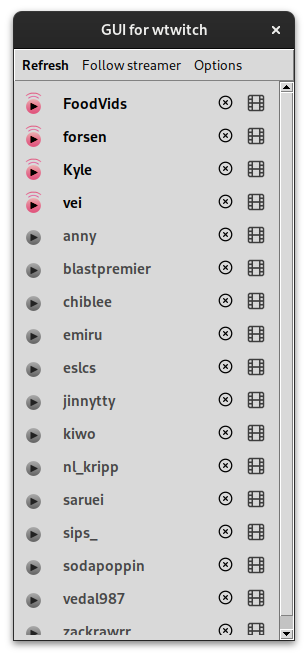 GUI for wtwitch
Refresh Follow streamer Options
FoodVids
forsen
Kyle
vei
anny
blastpremier
chiblee
emiru
eslcs
jinnytty
kiwo
nl_kripp
saruei
sips_
sodapoppin
vedal987
zackrawrr